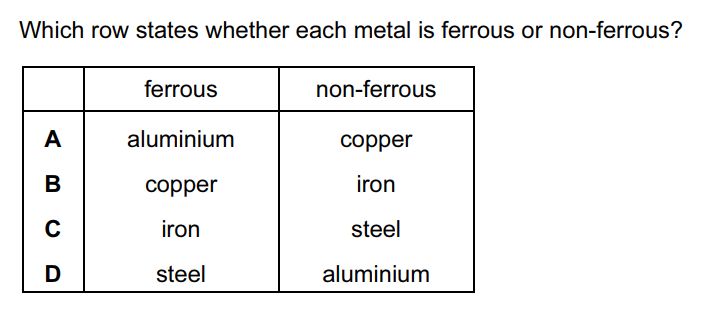 Which row states whether each metal is ferrous or non-ferrous?
ferrous non-ferrous
A aluminium copper
B copper iron
C iron steel
D steel aluminium